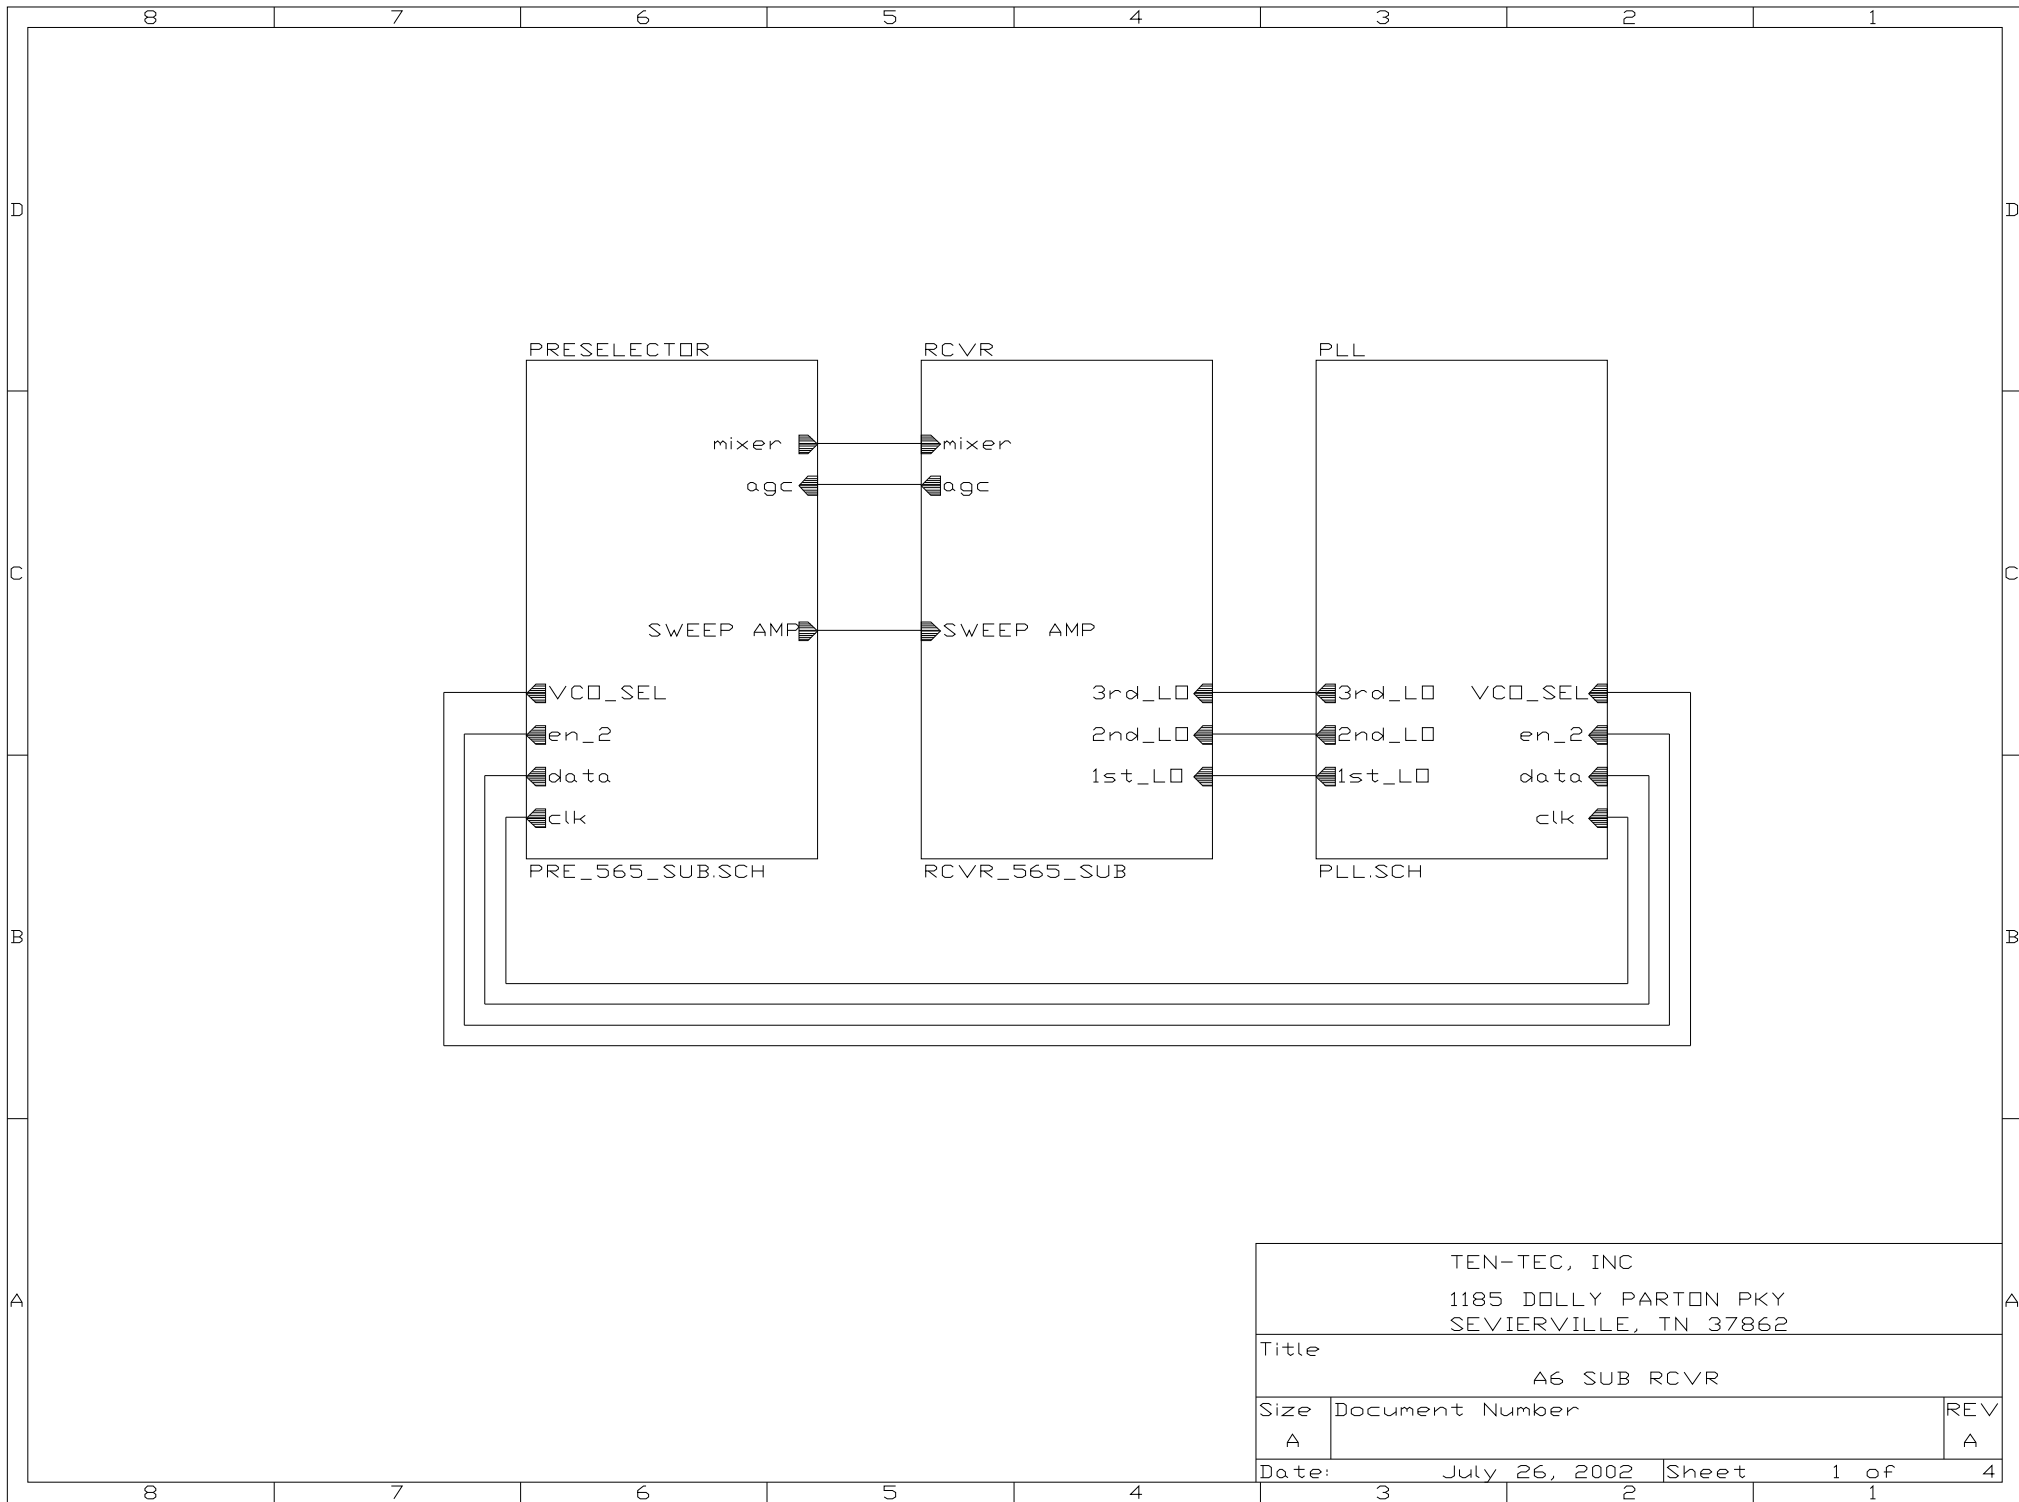 8 7 6 5 4 3 2 1
D D
PRESELECTOR RCVR PLL
mixer mixer
agc agc
C C
SWEEP AMP SWEEP AMP
VCO_SEL 3rd_LO 3rd_LO VCO_SEL
en_2 2nd_LO 2nd_LO en_2
data 1st_LO 1st_LO data
clk clk
PRE_565_SUB.SCH RCVR_565_SUB PLL.SCH
B B
TEN-TEC, INC
1185 DOLLY PARTON PKY
A A
SEVIERVILLE, TN 37862
Title
A6 SUB RCVR
Size Document Number REV
A A
Date: July 26, 2002 Sheet 1 of 4
8 7 6 5 4 3 2 1